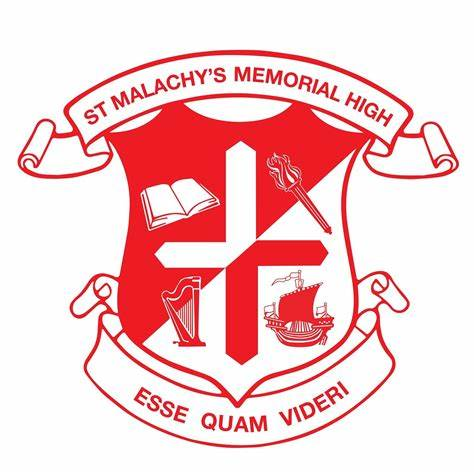 ST MALACHY'S MEMORIAL HIGH
ESSE QUAM VIDERI